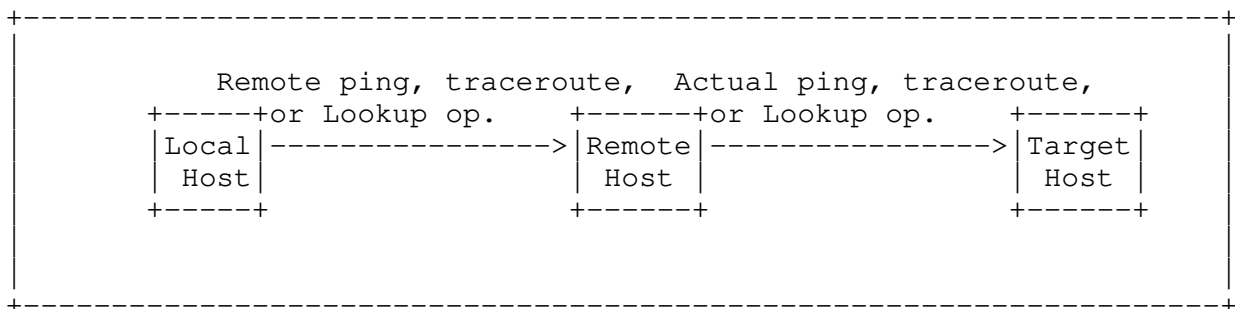 Remote ping, traceroute, Actual ping, traceroute,
or Lookup op. or Lookup op.
Local Remote Target
Host Host Host